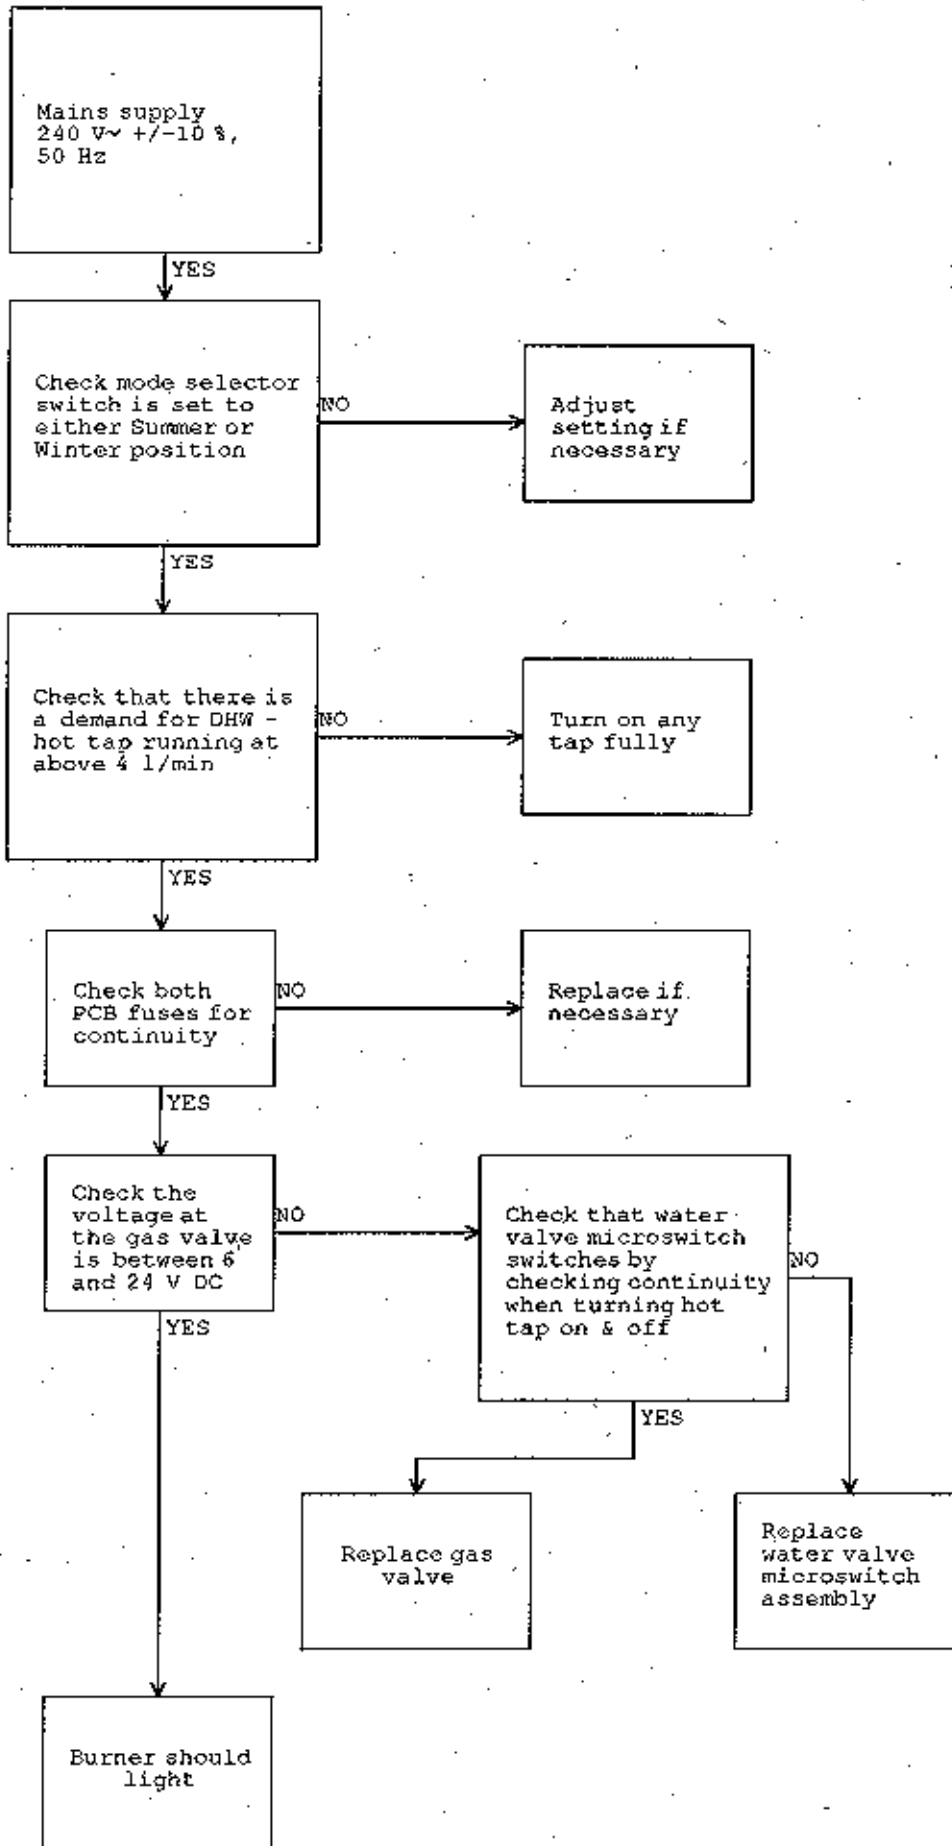 Mains supply
240 V~ +/-10 %,
50 Hz
YES
Check mode selector
switch is set to
either Summer or
Winter position
NO
Adjust
setting if
necessary
YES
Check that there is
a demand for DHW -
hot tap running at
above 4 l/min
NO
Turn on any
tap fully
YES
Check both
PCB fuses for
continuity
NO
Replace if
necessary
YES
Check the
voltage at
the gas valve
is between 6
and 24 V DC
NO
Check that water
valve microswitch
switches by
checking continuity
when turning hot
tap on & off
NO
YES
YES
Replace gas
valve
Replace
water valve
microswitch
assembly
Burner should
light